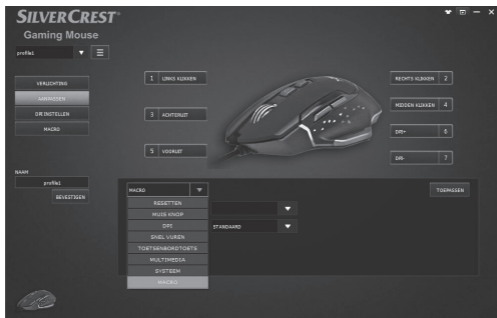 SILVERCREST®
Gaming Mouse
profile1
VERLICHTING
AANPASSEN
DPI INSTELLEN
MACRO
1 LINKS KLIKKEN
3 ACHTERUIT
5 VOORUIT
RECHTS KLIKKEN 2
MIDDEN KLIKKEN 4
DPI+ 6
DPI- 7
NAAM
profile1
BEVESTIGEN
MACRO
TOEPASSEN
RESETTEN
MUIS KNOP
DPI
STANDAARD
SNEL VUREN
TOETSENBORDTOETS
MULTIMEDIA
SYSTEEM
MACRO